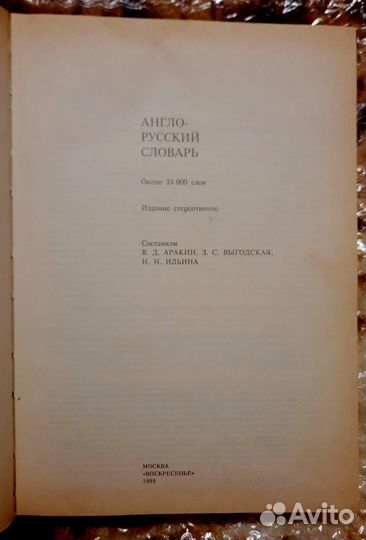 АНГЛО-
РУССКИЙ
СЛОВАРЬ
Около 35 000 слов
Издание стереотипное
Составили
В. Д. АРАКИН, З. С. ВЫГОДСКАЯ,
Н. Н. ИЛЬИНА
МОСКВА
«ВОСКРЕСЕНЬЕ»
1993
Avito